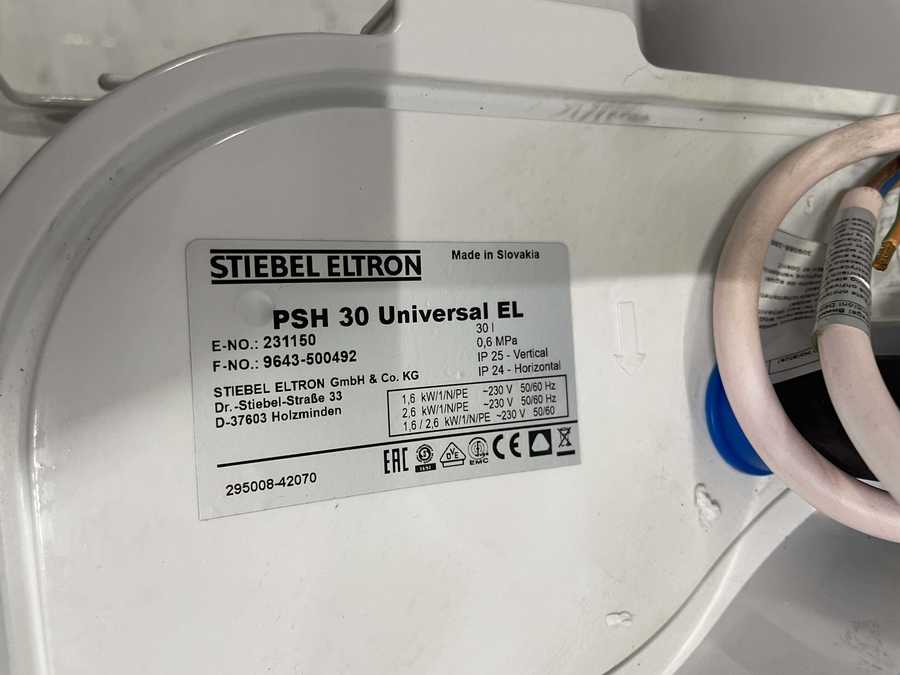 STIEBEL ELTRON
Made in Slovakia
PSH 30 Universal EL
E-NO.: 231150
F-NO.: 9643-500492
30 l
0,6 MPa
IP 25 - Vertical
IP 24 - Horizontal
STIEBEL ELTRON GmbH & Co. KG
Dr.-Stiebel-Straße 33
D-37603 Holzminden
1,6 kW/1/N/PE ~230 V 50/60 Hz
2,6 kW/1/N/PE ~230 V 50/60 Hz
1,6 / 2,6 kW/1/N/PE ~230 V 50/60
EAC
VDE
EMC
CE
295008-42070